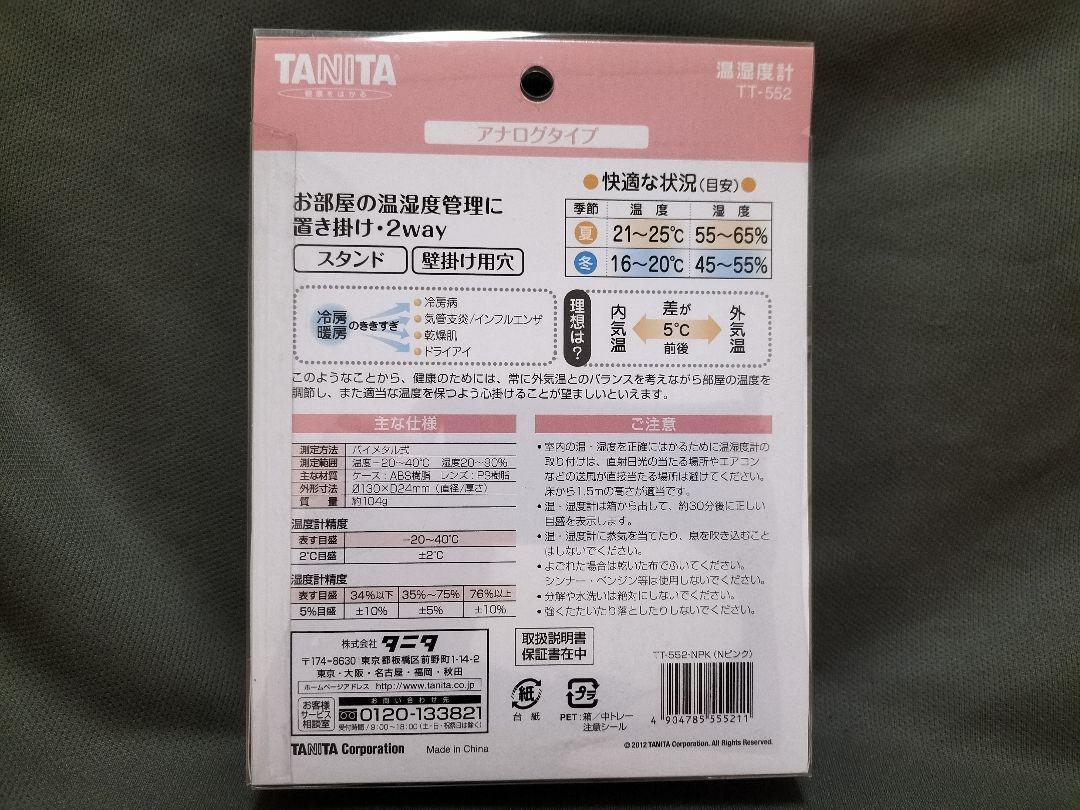 TANITA
健康をはかる
温湿度計
TT-552
アナログタイプ
お部屋の温湿度管理に
置き掛け・2way
スタンド 壁掛け用穴
●快適な状況(目安)●
季節 温度 湿度
夏 21～25℃ 55～65%
冬 16～20℃ 45～55%
冷房
暖房
のききすぎ
冷房病
気管支炎/インフルエンザ
乾燥肌
ドライアイ
理想は?
内気温
差が
5℃
前後
外気温
このようなことから、健康のためには、常に外気温とのバランスを考えながら部屋の温度を
調節し、また適当な温度を保つよう心掛けることが望ましいといえます。
主な仕様
測定方法 バイメタル式
測定範囲 温度-20～40℃ 湿度20～90%
主な材質 ケース:ABS樹脂 レンズ:PS樹脂
外形寸法 Ø130×D24mm(直径/厚さ)
質量 約104g
温度計精度
表す目盛 -20～40℃
2℃目盛 ±2℃
湿度計精度
表す目盛 34%以下 35%～75% 76%以上
5%目盛 ±10% ±5% ±10%
ご注意
・室内の温・湿度を正確にはかるために温湿度計の
取り付けは、直射日光の当たる場所やエアコン
などの送風が直接当たる場所は避けてください。
床から1.5mの高さが適当です。
・温・湿度計は箱から出して、約30分後に正しい
目盛を表示します。
・温・湿度計に蒸気を当てたり、息を吹き込むこと
はしないでください。
・よごれた場合は乾いた布でふいてください。
シンナー・ベンジン等は使用しないでください。
・分解や水洗いは絶対にしないでください。
・強くたたいたり落としたりしないでください。
株式会社 タニタ
〒174-8630 東京都板橋区前野町1-14-2
東京・大阪・名古屋・福岡・秋田
ホームページアドレス http://www.tanita.co.jp
お客様
サービス
相談室
お問い合わせ先
0120-133821
受付時間/9:00～18:00(土・日・祝祭日は除く)
TANITA Corporation Made in China
取扱説明書
保証書在中
紙
台紙
プラ
PET:箱/中トレー
注意シール
TT-552-NPK(Nピンク)
4 904785 555211
© 2012 TANITA Corporation. All Rights Reserved.